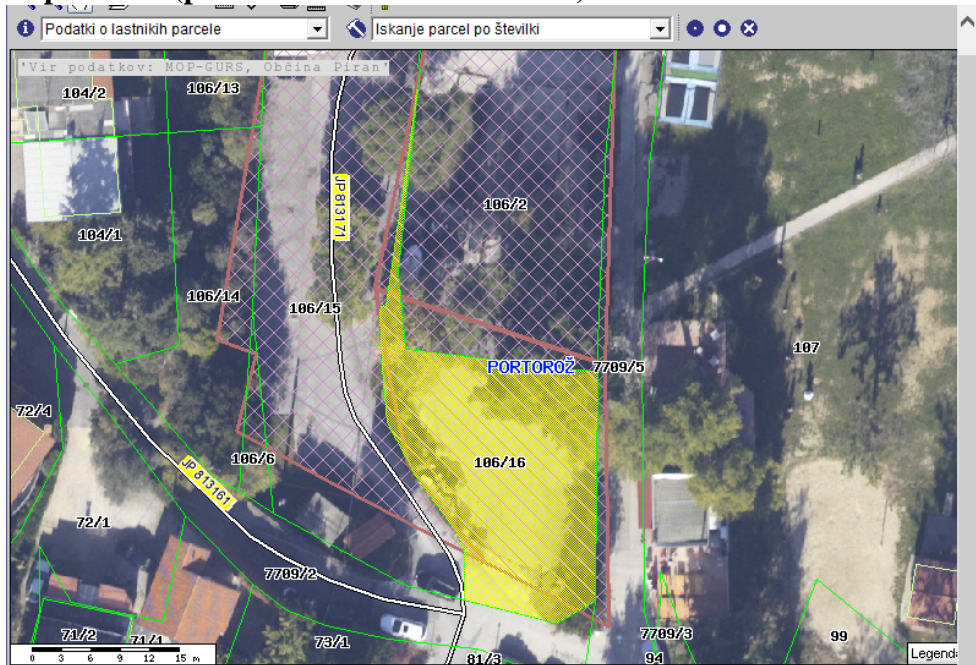 Podatki o lastnikih parcele
Iskanje parcel po številki
'Vir podatkov: MOP-GURS, Občina Piran'
104/2
106/13
JP 813171
106/2
104/1
106/14
106/15
107
PORTOROŽ
7709/5
72/4
106/6
106/16
JP 813161
72/1
7709/2
71/2
71/1
73/1
7709/3
99
81/3
94
0 3 6 9 12 15 m
Legend